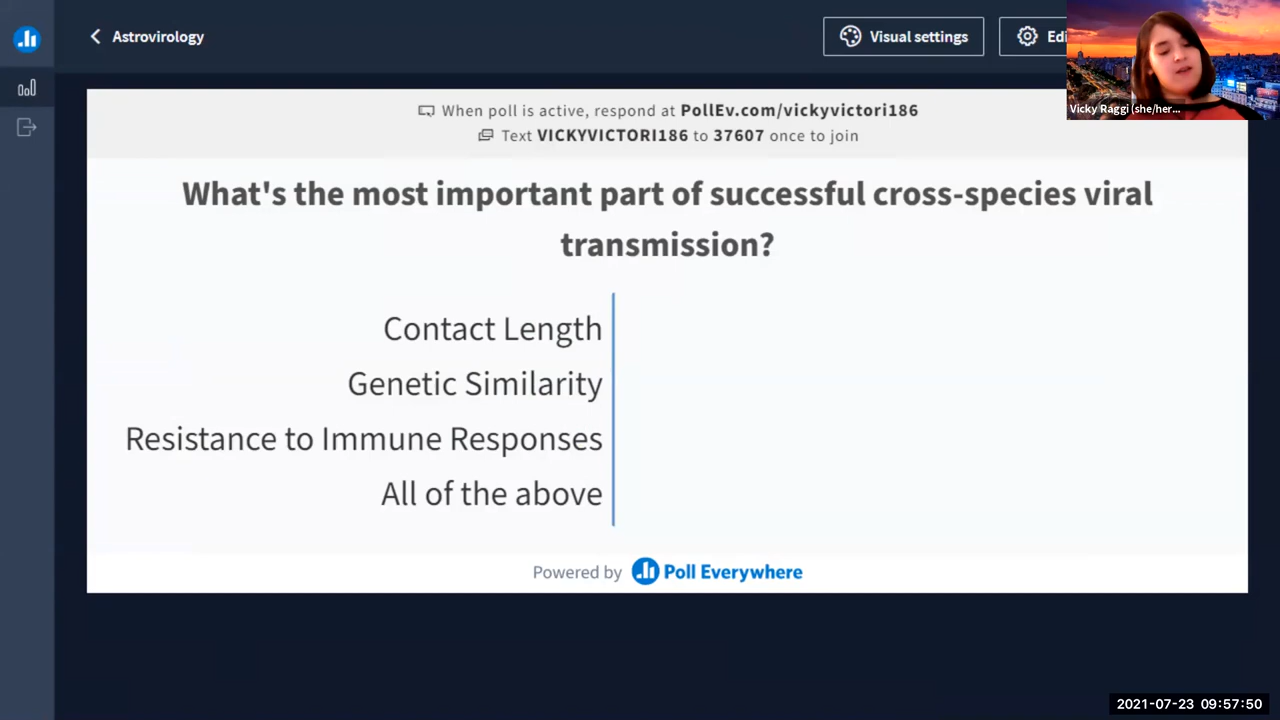 Astrovirology
Visual settings
Edi
Vicky Raggi (she/her...
When poll is active, respond at PollEv.com/vickyvictori186
Text VICKYVICTORI186 to 37607 once to join
What's the most important part of successful cross-species viral
transmission?
Contact Length
Genetic Similarity
Resistance to Immune Responses
All of the above
Powered by Poll Everywhere
2021-07-23 09:57:50